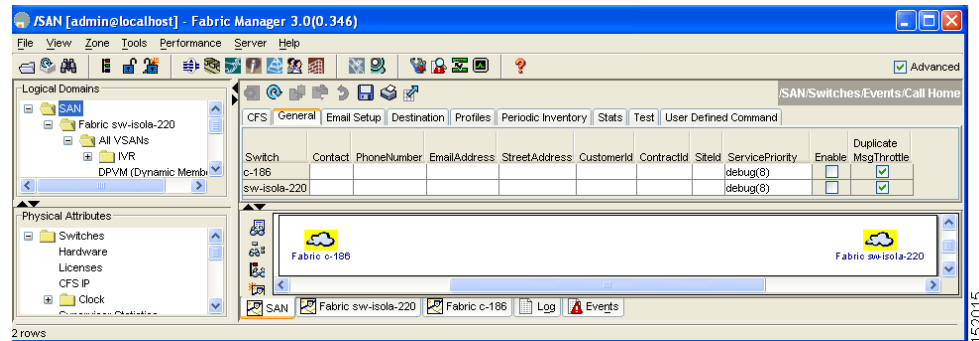 /SAN [admin@localhost] - Fabric Manager 3.0(0.346)
File View Zone Tools Performance Server Help
Advanced
Logical Domains
SAN
Fabric sw-isola-220
All VSANs
IVR
DPVM (Dynamic Memb
/SAN/Switches/Events/Call Home
CFS General Email Setup Destination Profiles Periodic Inventory Stats Test User Defined Command
Switch Contact PhoneNumber EmailAddress StreetAddress CustomerId ContractId SiteId ServicePriority Enable Duplicate MsgThrottle
c-186 debug(8)
sw-isola-220 debug(8)
Physical Attributes
Switches
Hardware
Licenses
CFS IP
Clock
Fabric c-186
Fabric sw-isola-220
SAN Fabric sw-isola-220 Fabric c-186 Log Events
2 rows
152015